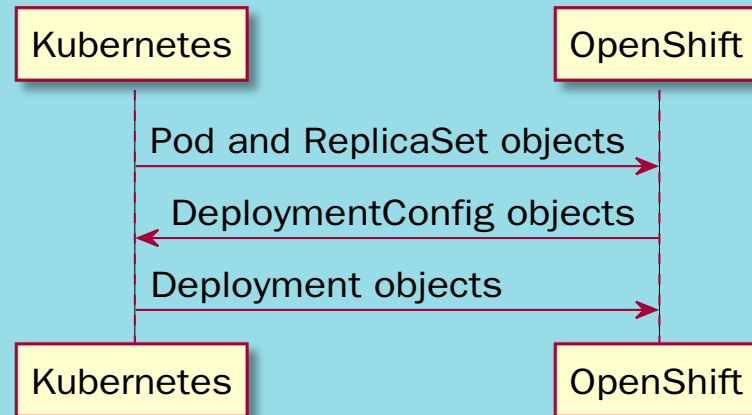 Kubernetes
OpenShift
Pod and ReplicaSet objects
DeploymentConfig objects
Deployment objects
Kubernetes
OpenShift